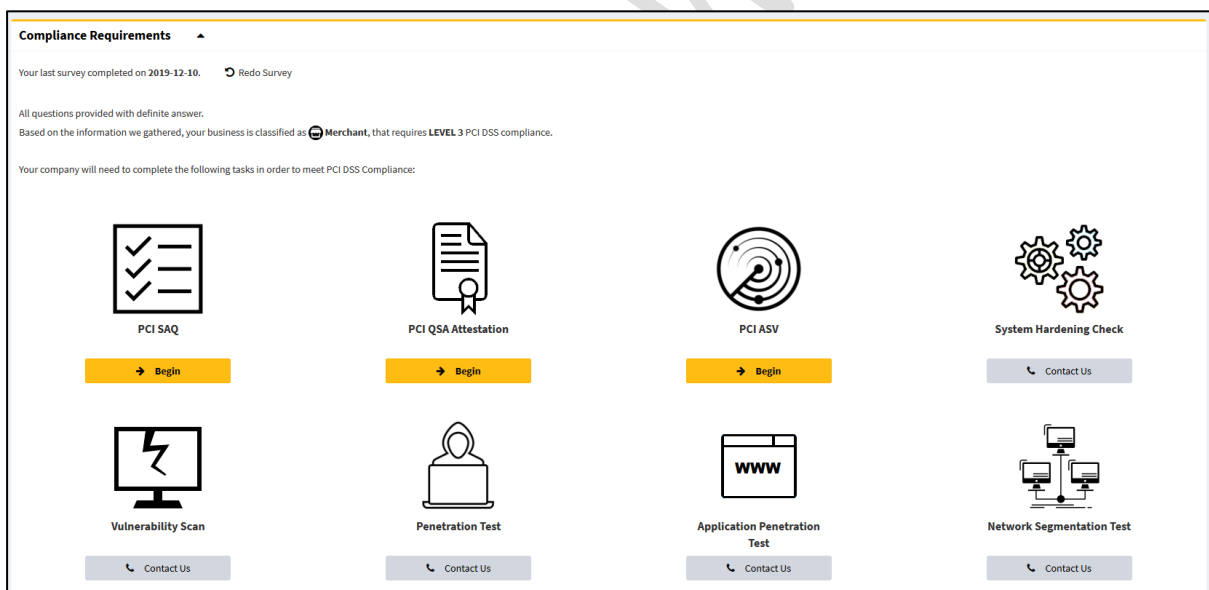 Compliance Requirements
Your last survey completed on 2019-12-10. Redo Survey
All questions provided with definite answer.
Based on the information we gathered, your business is classified as Merchant, that requires LEVEL 3 PCI DSS compliance.
Your company will need to complete the following tasks in order to meet PCI DSS Compliance:
PCI SAQ
PCI QSA Attestation
PCI ASV
System Hardening Check
Begin
Begin
Begin
Contact Us
www
Vulnerability Scan
Penetration Test
Application Penetration
Test
Network Segmentation Test
Contact Us
Contact Us
Contact Us
Contact Us